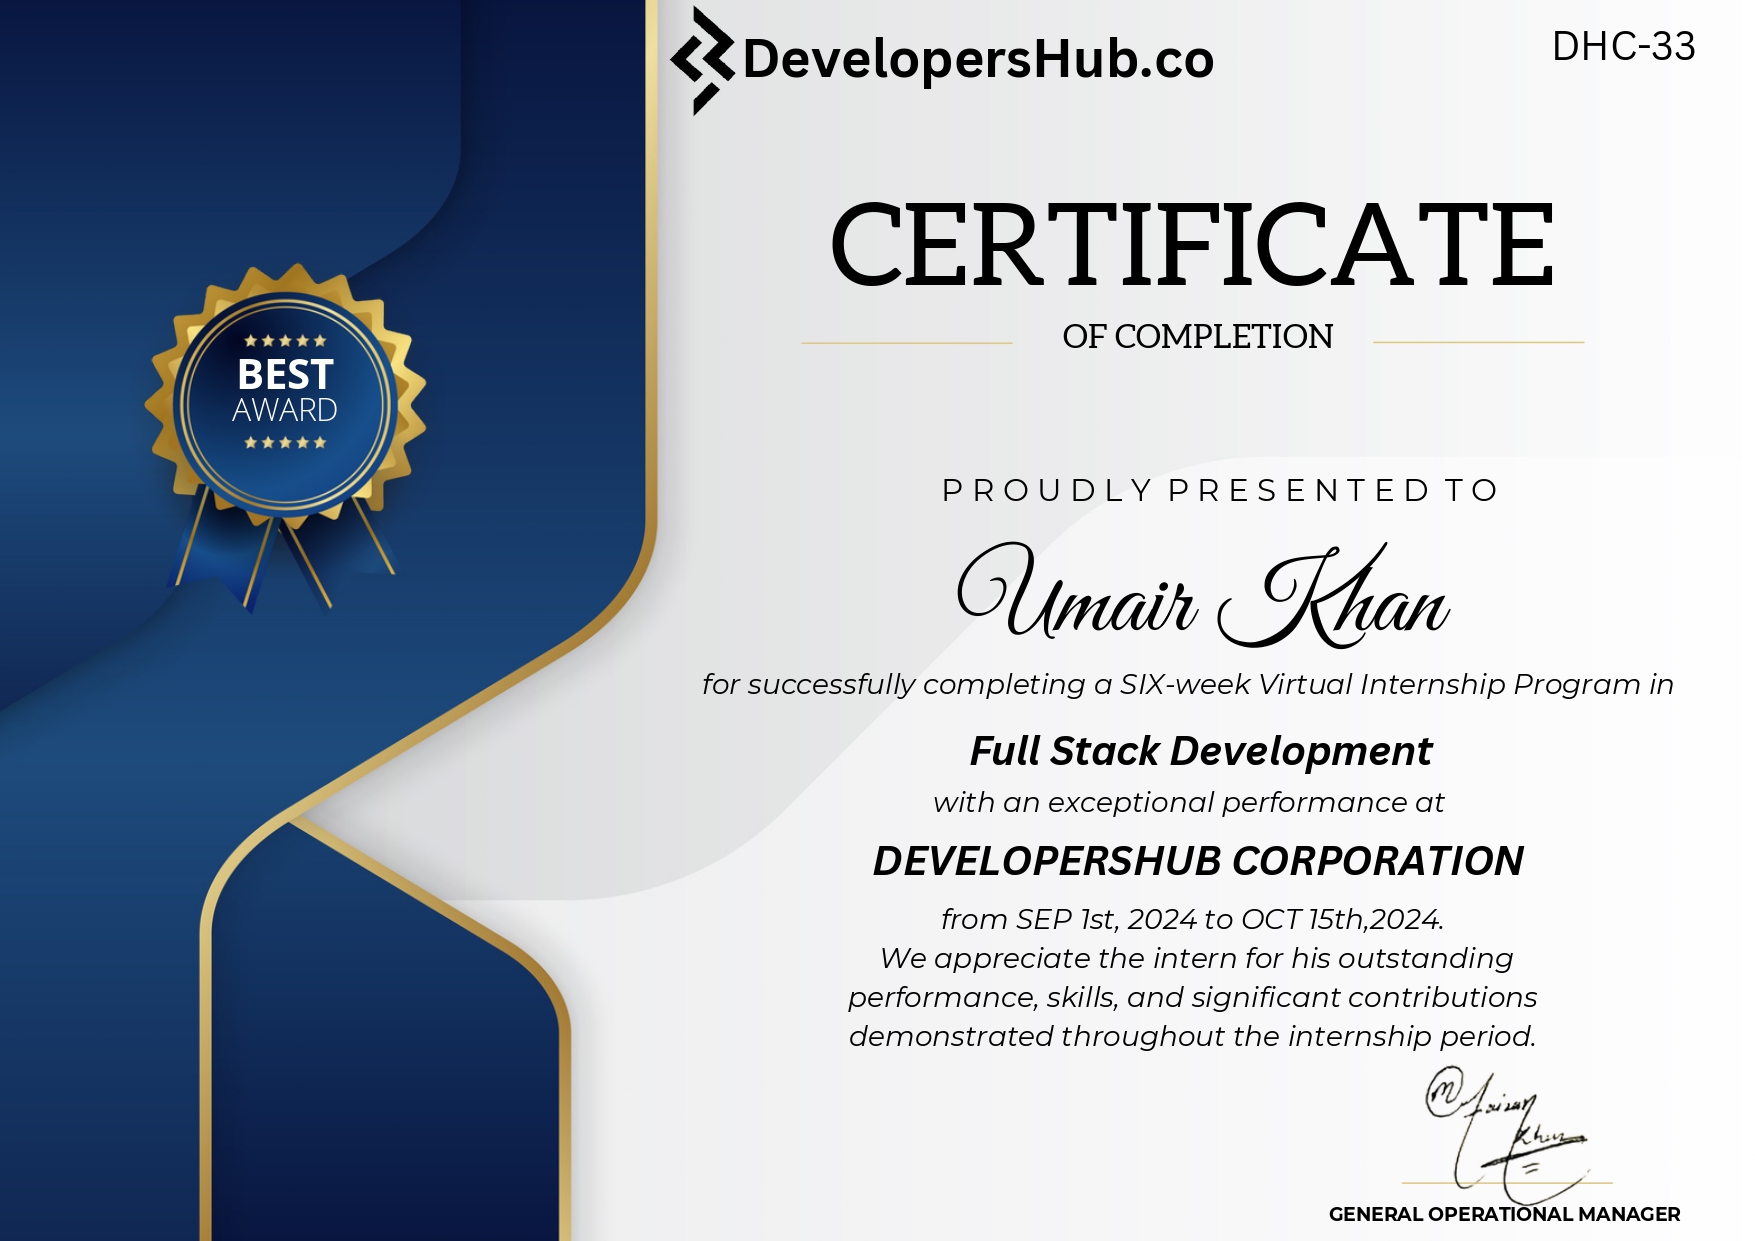 DevelopersHub.co
DHC-33
CERTIFICATE
OF COMPLETION
BEST
AWARD
PROUDLY PRESENTED TO
Umair Khan
for successfully completing a SIX-week Virtual Internship Program in
Full Stack Development
with an exceptional performance at
DEVELOPERSHUB CORPORATION
from SEP 1st, 2024 to OCT 15th,2024.
We appreciate the intern for his outstanding
performance, skills, and significant contributions
demonstrated throughout the internship period.
M Faizan
Khan
GENERAL OPERATIONAL MANAGER